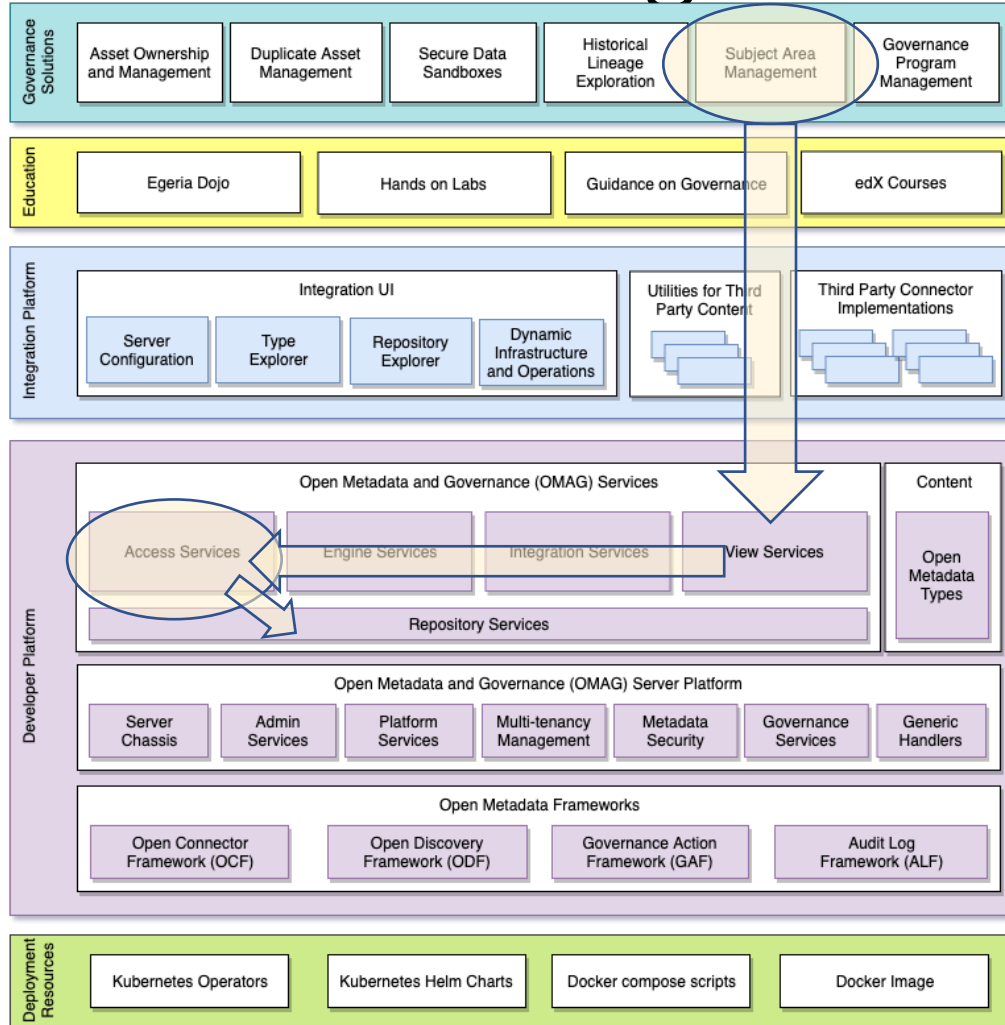 Governance
Solutions
Asset Ownership
and Management
Duplicate Asset
Management
Secure Data
Sandboxes
Historical
Lineage
Exploration
Subject Area
Management
Governance
Program
Management
Education
Egeria Dojo
Hands on Labs
Guidance on Governance
edX Courses
Integration Platform
Integration UI
Server
Configuration
Type
Explorer
Repository
Explorer
Dynamic
Infrastructure
and Operations
Utilities for Third
Party Content
Third Party Connector
Implementations
Developer Platform
Open Metadata and Governance (OMAG) Services
Access Services
Engine Services
Integration Services
View Services
Repository Services
Content
Open
Metadata
Types
Open Metadata and Governance (OMAG) Server Platform
Server
Chassis
Admin
Services
Platform
Services
Multi-tenancy
Management
Metadata
Security
Governance
Services
Generic
Handlers
Open Metadata Frameworks
Open Connector
Framework (OCF)
Open Discovery
Framework (ODF)
Governance Action
Framework (GAF)
Audit Log
Framework (ALF)
Deployment
Resources
Kubernetes Operators
Kubernetes Helm Charts
Docker compose scripts
Docker Image